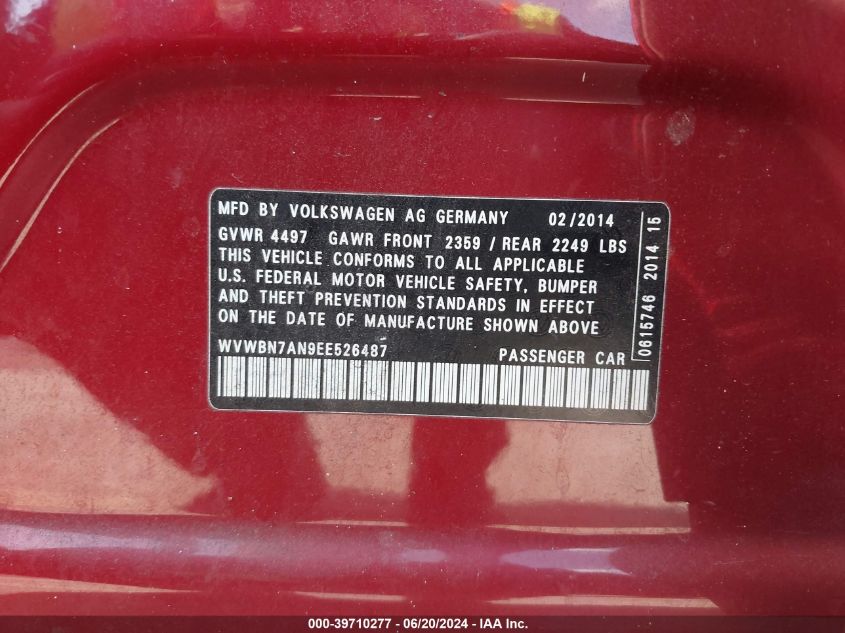 MFD BY VOLKSWAGEN AG GERMANY 02/2014
GVWR 4497 GAWR FRONT 2359 / REAR 2249 LBS
THIS VEHICLE CONFORMS TO ALL APPLICABLE
U.S. FEDERAL MOTOR VEHICLE SAFETY, BUMPER
AND THEFT PREVENTION STANDARDS IN EFFECT
ON THE DATE OF MANUFACTURE SHOWN ABOVE
WVWBN7AN9EE526487 PASSENGER CAR
0615746 2014 15
000-39710277 - 06/20/2024 - IAA Inc.